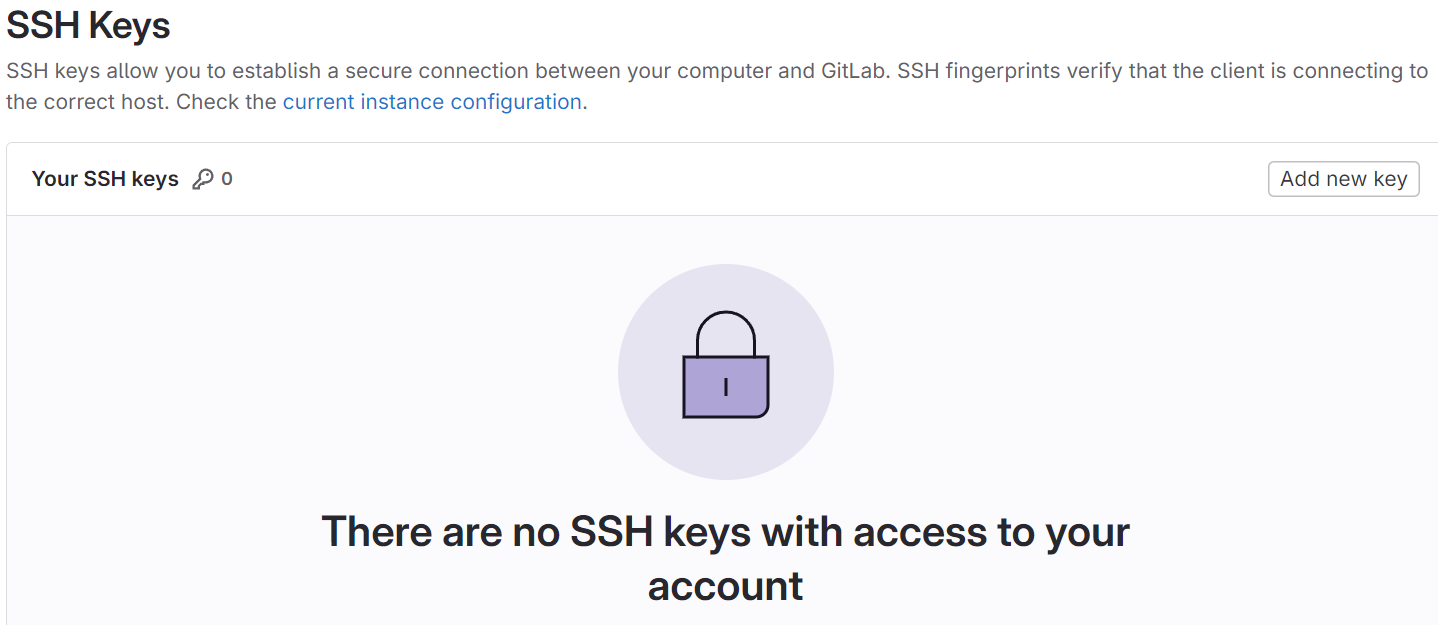 SSH Keys
SSH keys allow you to establish a secure connection between your computer and GitLab. SSH fingerprints verify that the client is connecting to
the correct host. Check the current instance configuration.
Your SSH keys 0
Add new key
There are no SSH keys with access to your
account